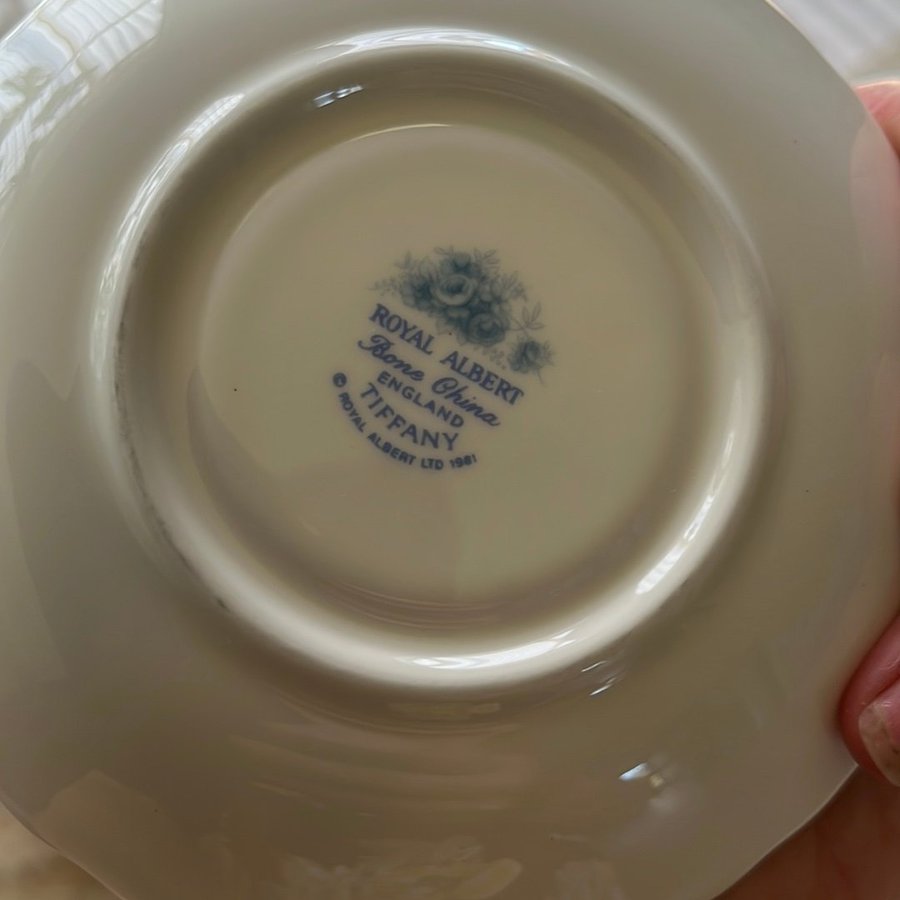 ROYAL ALBERT
Bone China
ENGLAND
TIFFANY
© ROYAL ALBERT LTD 1981